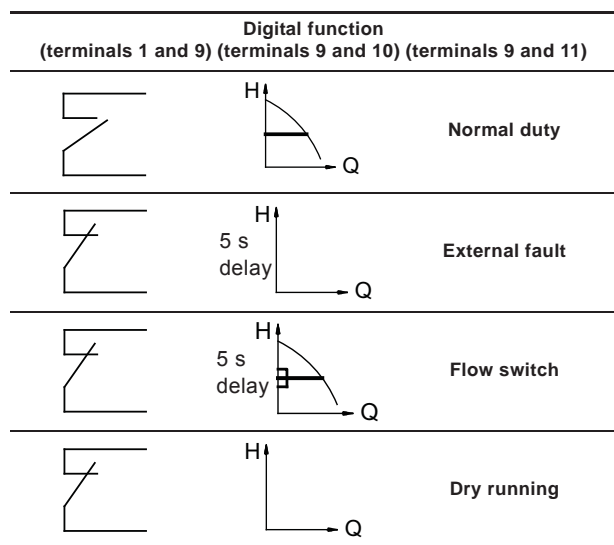 Digital function
(terminals 1 and 9) (terminals 9 and 10) (terminals 9 and 11)
H
Q
Normal duty
H
5 s
delay
Q
External fault
H
5 s
delay
Q
Flow switch
H
Q
Dry running